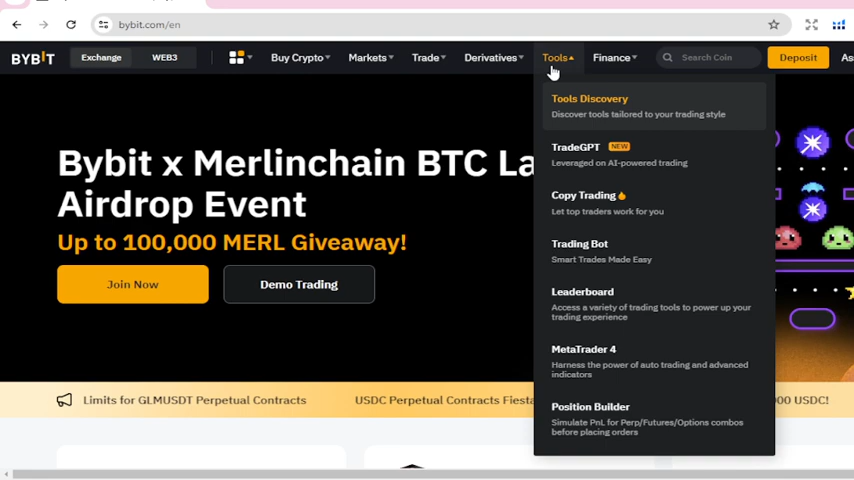 bybit.com/en
BYBIT Exchange WEB3 Buy Crypto Markets Trade Derivatives Tools Finance Search Coin Deposit As
Tools Discovery
Discover tools tailored to your trading style
TradeGPT NEW
Leveraged on AI-powered trading
Copy Trading
Let top traders work for you
Trading Bot
Smart Trades Made Easy
Leaderboard
Access a variety of trading tools to power up your
trading experience
MetaTrader 4
Harness the power of auto trading and advanced
indicators
Position Builder
Simulate PnL for Perp/Futures/Options combos
before placing orders
Bybit x Merlinchain BTC La
Airdrop Event
Up to 100,000 MERL Giveaway!
Join Now Demo Trading
Limits for GLMUSDT Perpetual Contracts USDC Perpetual Contracts Fiesta 000 USDC!